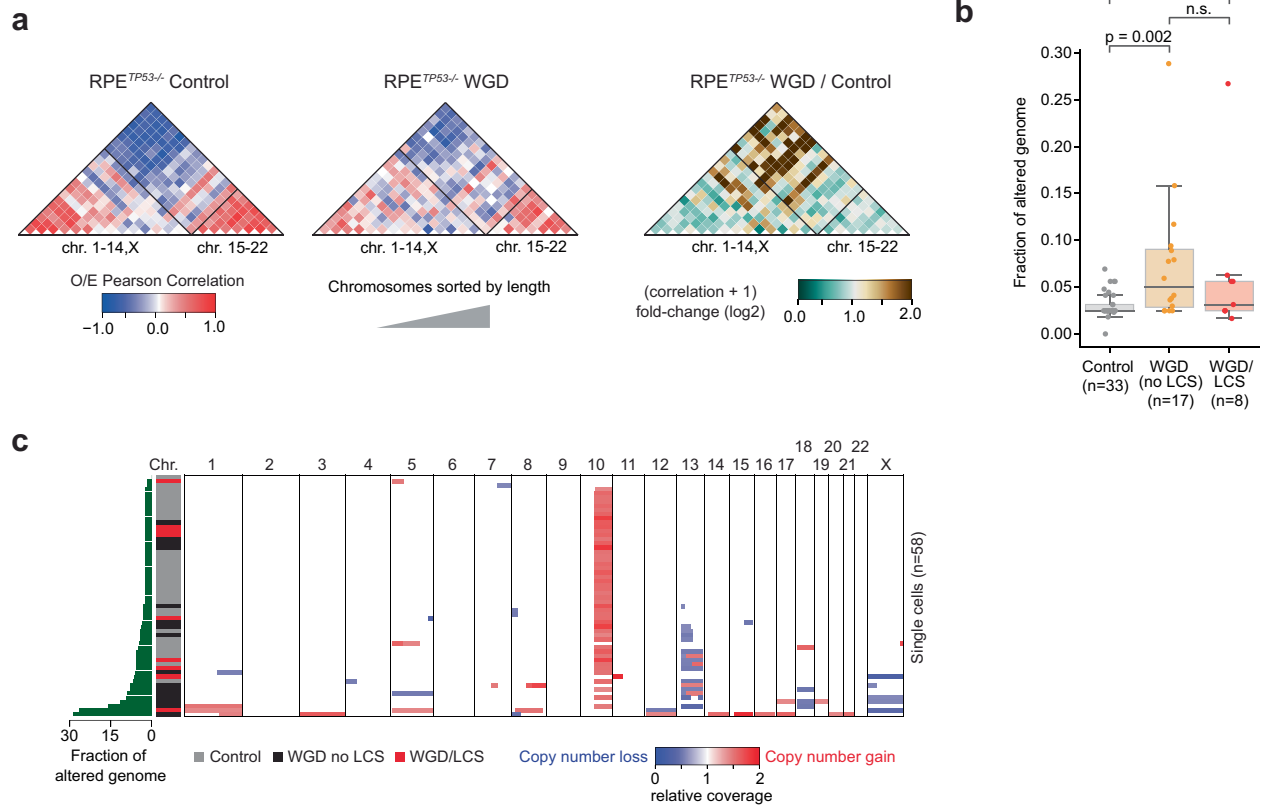 a
RPE TP53-/- Control
RPE TP53-/- WGD
RPE TP53-/- WGD / Control
chr. 1-14,X
chr. 15-22
chr. 1-14,X
chr. 15-22
chr. 1-14,X
chr. 15-22
O/E Pearson Correlation
−1.0 0.0 1.0
Chromosomes sorted by length
(correlation + 1)
fold-change (log2)
0.0 1.0 2.0
b
n.s.
p = 0.002
Fraction of altered genome
0.30
0.25
0.20
0.15
0.10
0.05
0.00
Control
(n=33)
WGD
(no LCS)
(n=17)
WGD/
LCS
(n=8)
c
Chr. 1 2 3 4 5 6 7 8 9 10 11 12 13 14 15 16 17 18 19 20 21 22 X
Single cells (n=58)
30 15 0
Fraction of
altered genome
Control
WGD no LCS
WGD/LCS
Copy number loss
Copy number gain
0 1 2
relative coverage